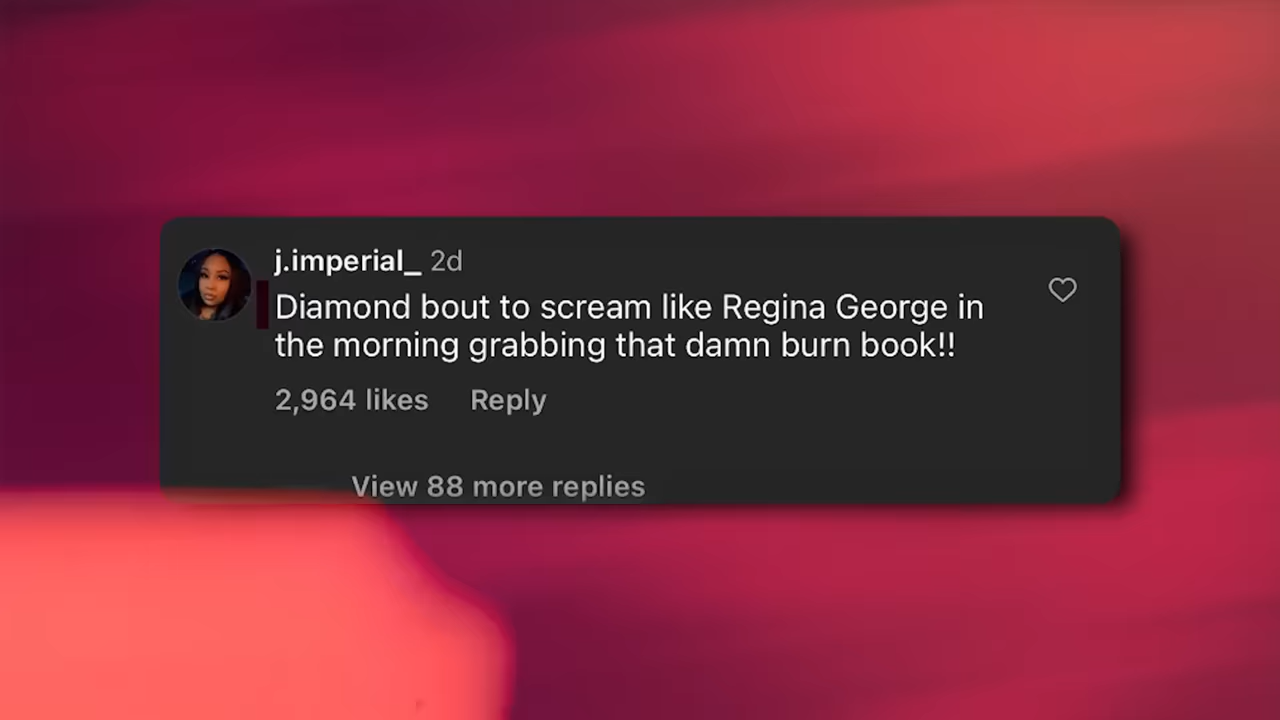 j.imperial_ 2d
Diamond bout to scream like Regina George in
the morning grabbing that damn burn book!!
2,964 likes Reply
View 88 more replies